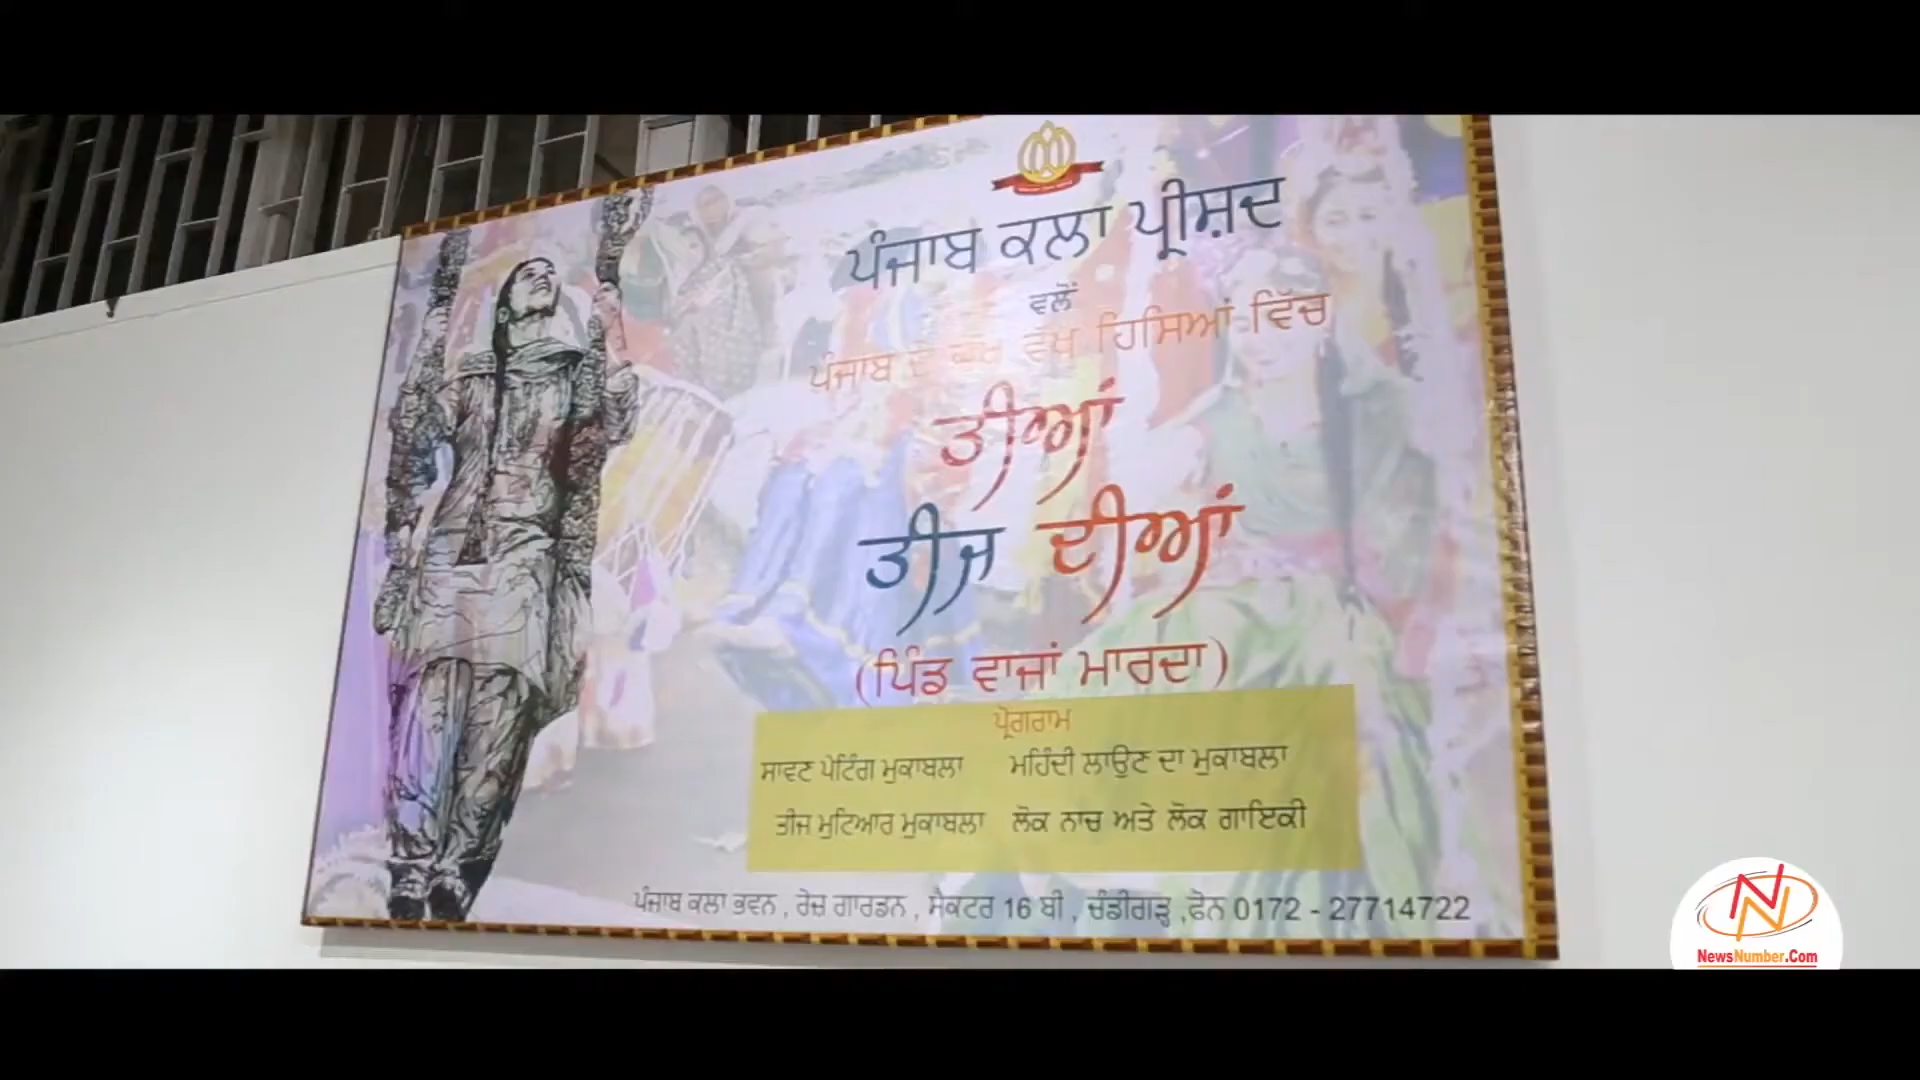 ਪੰਜਾਬ ਕਲਾ ਪ੍ਰੀਸ਼ਦ
ਵਲੋਂ
ਪੰਜਾਬ ਦੇ ਵੱਖ ਵੱਖ ਹਿਸਿਆਂ ਵਿੱਚ
ਤੀਆਂ
ਤੀਜ ਦੀਆਂ
(ਪਿੰਡ ਵਾਜਾਂ ਮਾਰਦਾ)
ਪ੍ਰੋਗਰਾਮ
ਸਾਵਣ ਪੇਟਿੰਗ ਮੁਕਾਬਲਾ ਮਹਿੰਦੀ ਲਾਉਣ ਦਾ ਮੁਕਾਬਲਾ
ਤੀਜ ਮੁਟਿਆਰ ਮੁਕਾਬਲਾ ਲੋਕ ਨਾਚ ਅਤੇ ਲੋਕ ਗਾਇਕੀ
ਪੰਜਾਬ ਕਲਾ ਭਵਨ , ਰੋਜ਼ ਗਾਰਡਨ , ਸੈਕਟਰ 16 ਬੀ , ਚੰਡੀਗੜ੍ਹ ,ਫੋਨ 0172 - 27714722
NewsNumber.Com